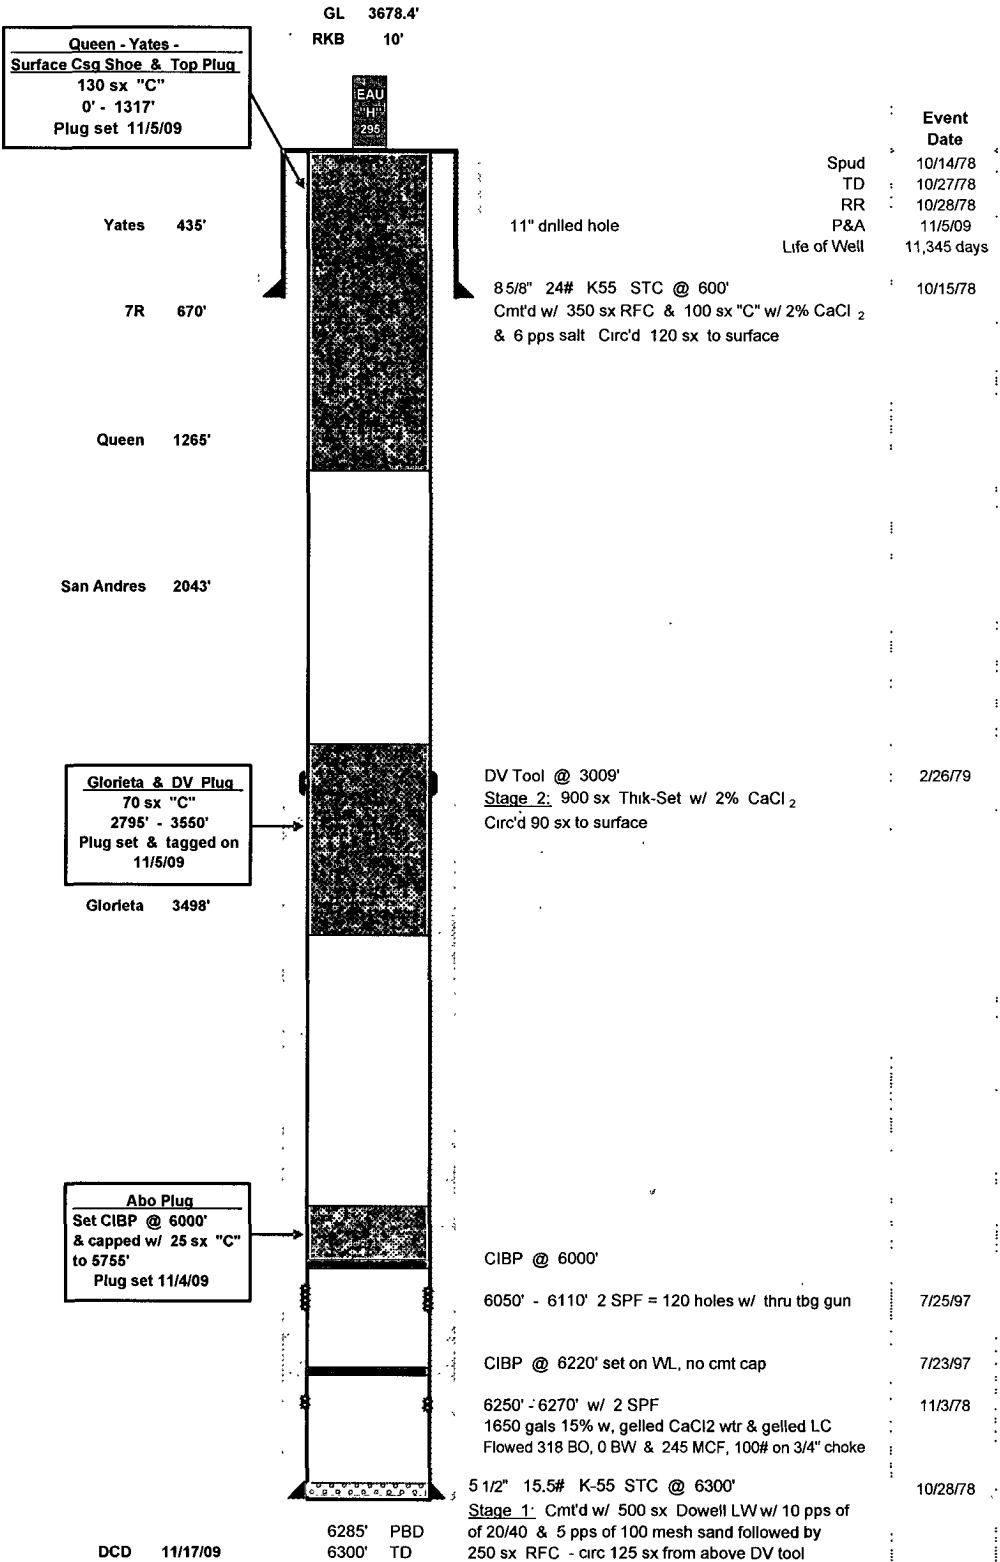 GL 3678.4'
RKB 10'
Queen - Yates -
Surface Csg Shoe & Top Plug
130 sx "C"
0' - 1317'
Plug set 11/5/09
EAU
"H"
295
Event
Date
Spud 10/14/78
TD 10/27/78
RR 10/28/78
P&A 11/5/09
Life of Well 11,345 days
Yates 435'
11" drilled hole
8 5/8" 24# K55 STC @ 600' 10/15/78
7R 670'
Cmt'd w/ 350 sx RFC & 100 sx "C" w/ 2% CaCl 2
& 6 pps salt Circ'd 120 sx to surface
Queen 1265'
San Andres 2043'
Glorieta & DV Plug
70 sx "C"
2795' - 3550'
Plug set & tagged on
11/5/09
DV Tool @ 3009' 2/26/79
Stage 2: 900 sx Thik-Set w/ 2% CaCl 2
Circ'd 90 sx to surface
Glorieta 3498'
Abo Plug
Set CIBP @ 6000'
& capped w/ 25 sx "C"
to 5755'
Plug set 11/4/09
CIBP @ 6000'
6050' - 6110' 2 SPF = 120 holes w/ thru tbg gun 7/25/97
CIBP @ 6220' set on WL, no cmt cap 7/23/97
6250' - 6270' w/ 2 SPF 11/3/78
1650 gals 15% w, gelled CaCl2 wtr & gelled LC
Flowed 318 BO, 0 BW & 245 MCF, 100# on 3/4" choke
5 1/2" 15.5# K-55 STC @ 6300' 10/28/78
Stage 1: Cmt'd w/ 500 sx Dowell LW w/ 10 pps of
of 20/40 & 5 pps of 100 mesh sand followed by
250 sx RFC - circ 125 sx from above DV tool
6285' PBD
6300' TD
DCD 11/17/09